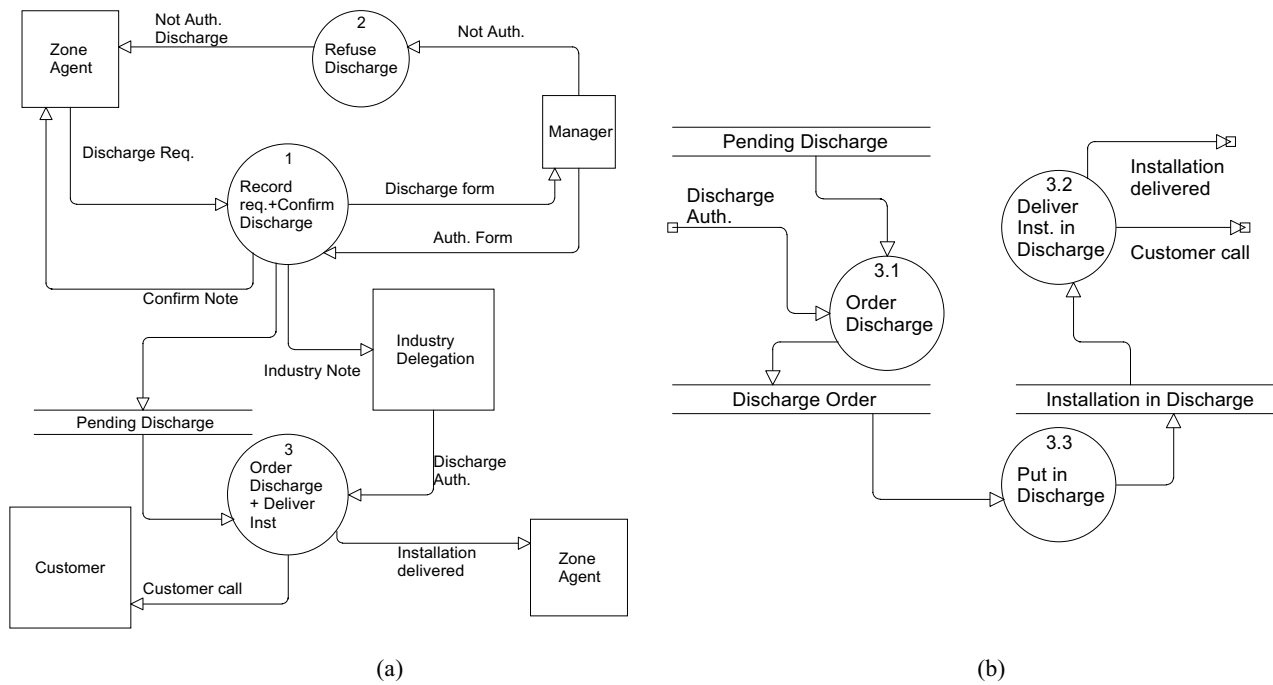 Not Auth.
Discharge
Zone
Agent
2
Refuse
Discharge
Not Auth.
Manager
Discharge Req.
1
Record
req.+Confirm
Discharge
Discharge form
Auth. Form
Confirm Note
Industry Note
Industry
Delegation
Pending Discharge
3
Order
Discharge
+ Deliver
Inst
Discharge
Auth.
Customer
Customer call
Installation
delivered
Zone
Agent
(a)
Pending Discharge
Discharge
Auth.
3.1
Order
Discharge
Discharge Order
3.2
Deliver
Inst. in
Discharge
Installation
delivered
Customer call
Installation in Discharge
3.3
Put in
Discharge
(b)